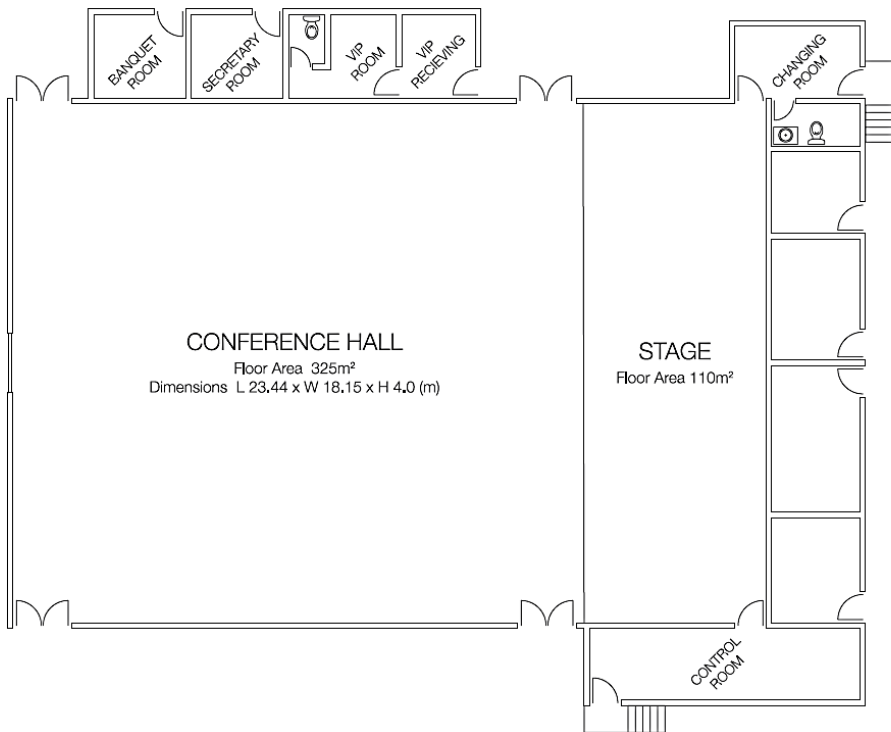 BANQUET
ROOM
SECRETARY
ROOM
VIP
ROOM
VIP
RECIEVING
CHANGING
ROOM
CONFERENCE HALL
Floor Area 325m²
Dimensions L 23.44 x W 18.15 x H 4.0 (m)
STAGE
Floor Area 110m²
CONTROL
ROOM